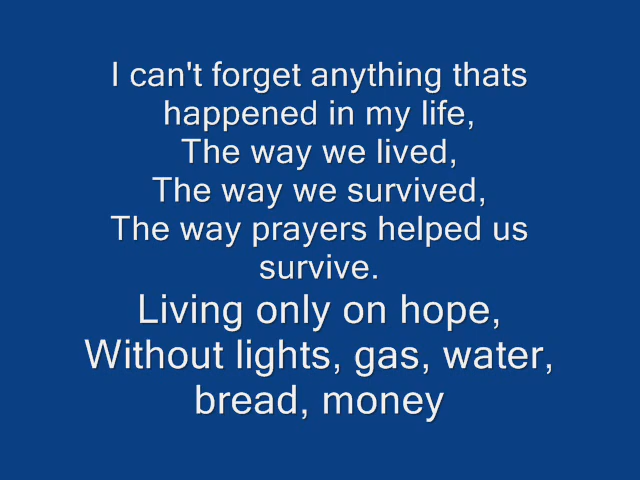 I can't forget anything thats
happened in my life,
The way we lived,
The way we survived,
The way prayers helped us
survive.
Living only on hope,
Without lights, gas, water,
bread, money